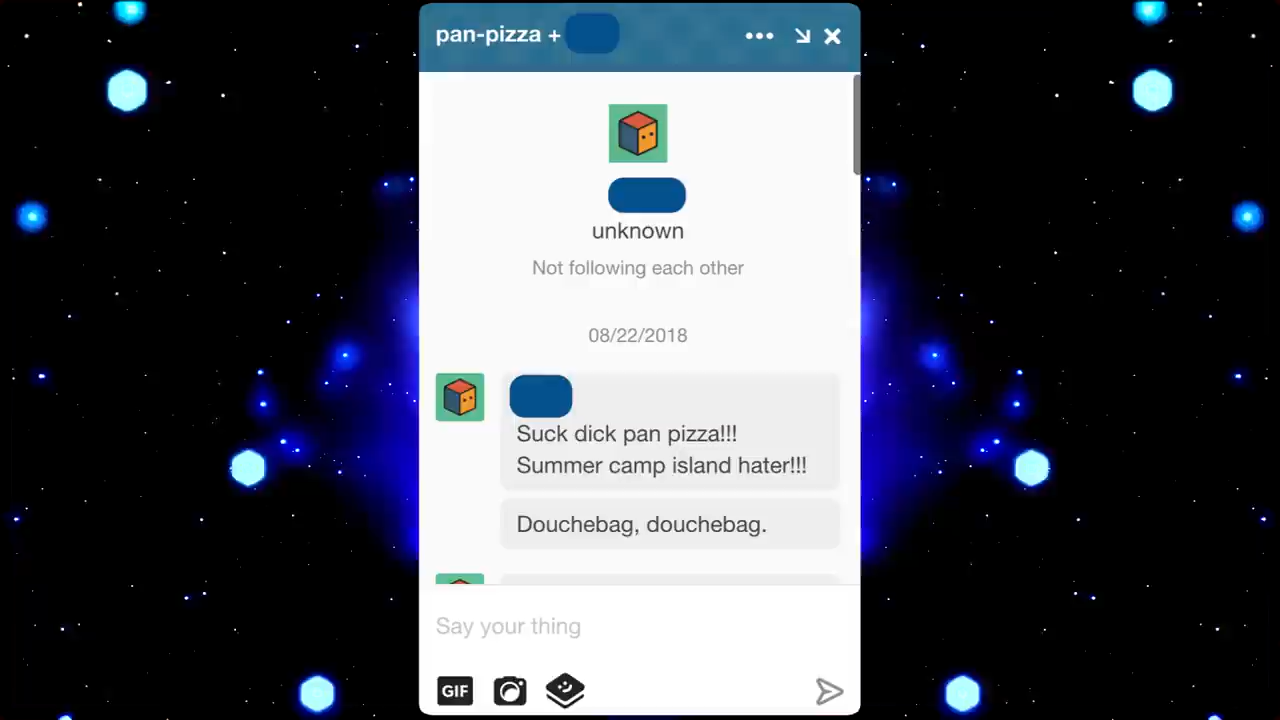 pan-pizza +
unknown
Not following each other
08/22/2018
Suck dick pan pizza!!!
Summer camp island hater!!!
Douchebag, douchebag.
Say your thing
GIF